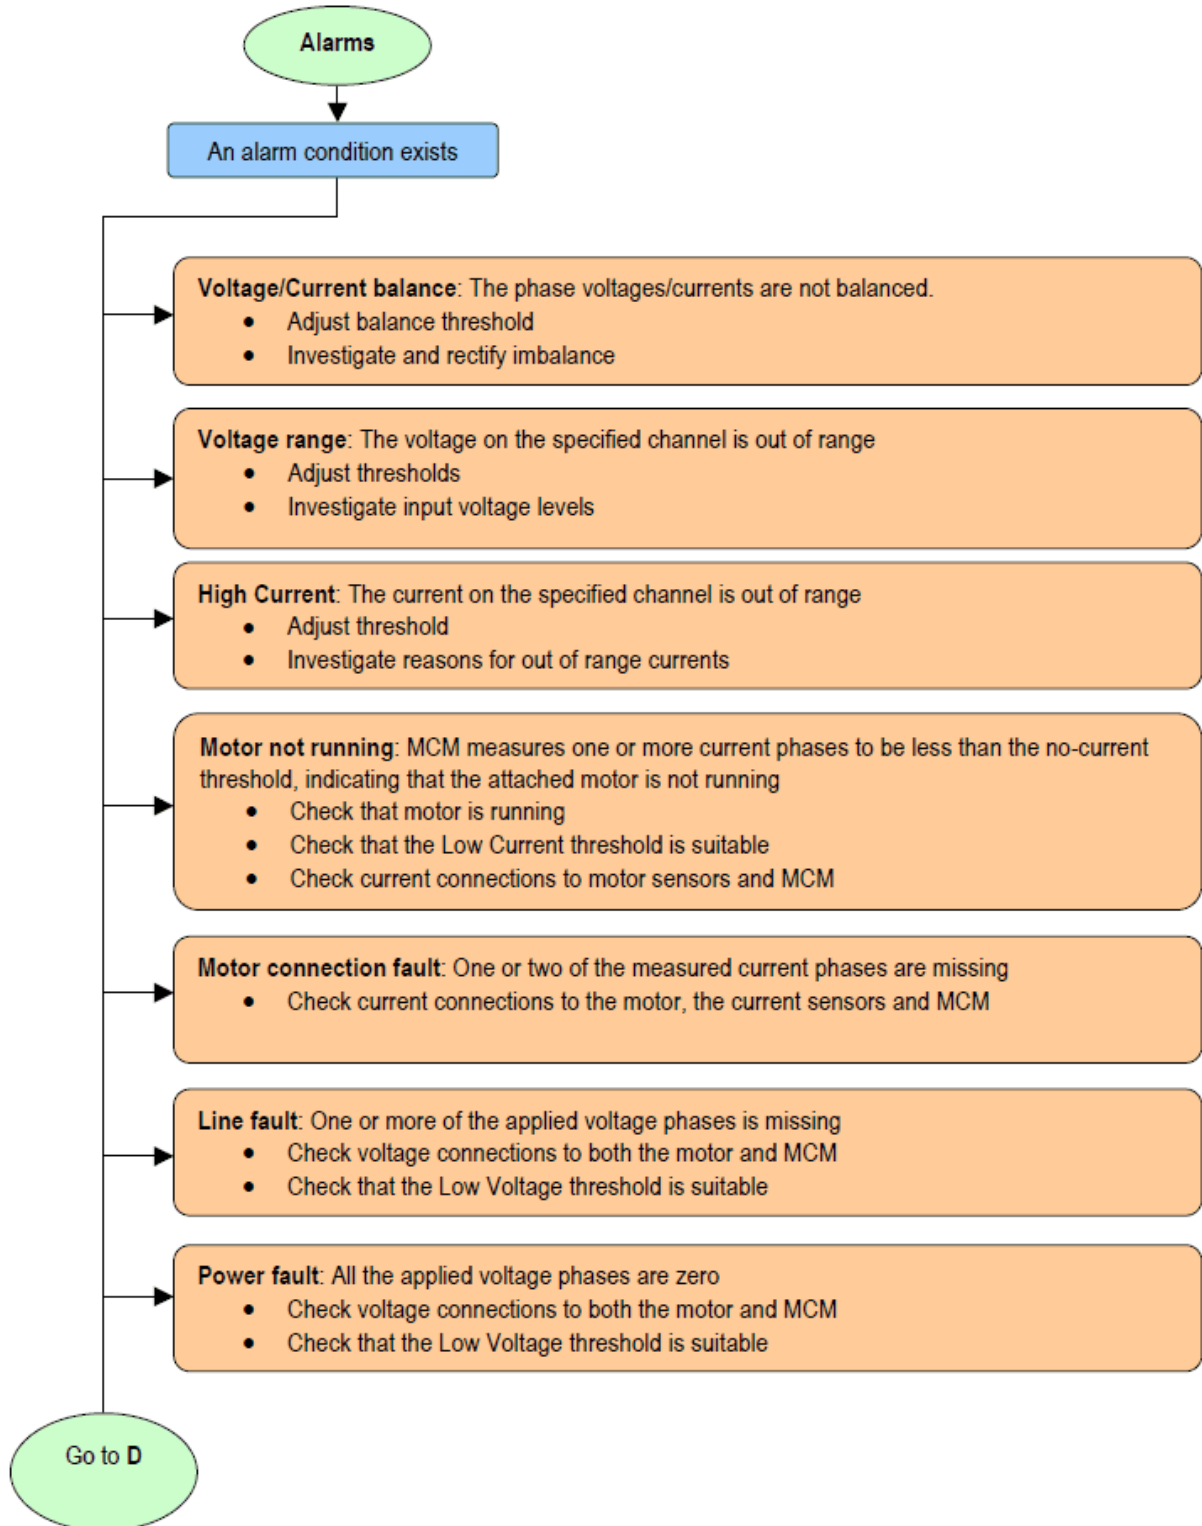 Alarms
An alarm condition exists
Voltage/Current balance: The phase voltages/currents are not balanced.
• Adjust balance threshold
• Investigate and rectify imbalance
Voltage range: The voltage on the specified channel is out of range
• Adjust thresholds
• Investigate input voltage levels
High Current: The current on the specified channel is out of range
• Adjust threshold
• Investigate reasons for out of range currents
Motor not running: MCM measures one or more current phases to be less than the no-current
threshold, indicating that the attached motor is not running
• Check that motor is running
• Check that the Low Current threshold is suitable
• Check current connections to motor sensors and MCM
Motor connection fault: One or two of the measured current phases are missing
• Check current connections to the motor, the current sensors and MCM
Line fault: One or more of the applied voltage phases is missing
• Check voltage connections to both the motor and MCM
• Check that the Low Voltage threshold is suitable
Power fault: All the applied voltage phases are zero
• Check voltage connections to both the motor and MCM
• Check that the Low Voltage threshold is suitable
Go to D